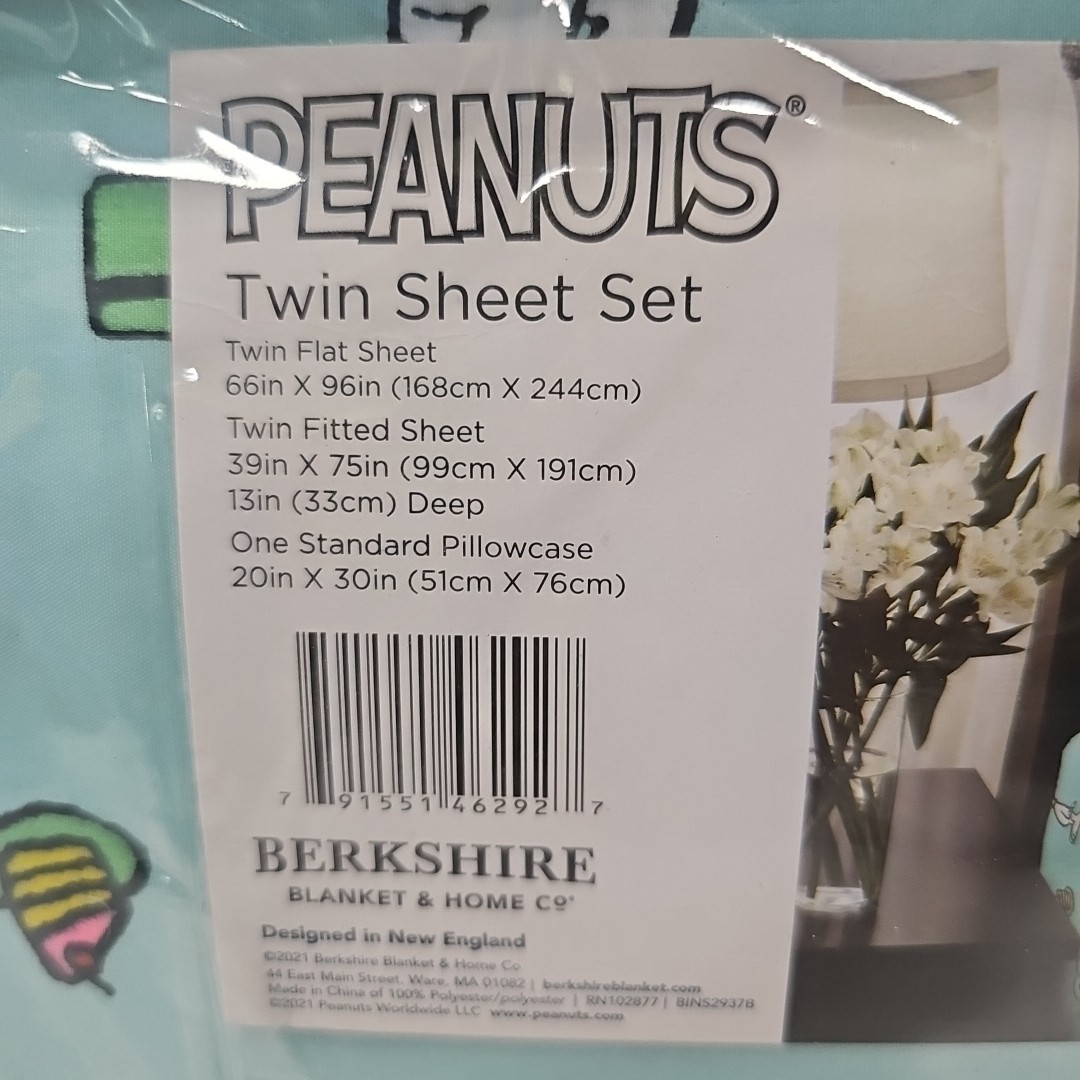 PEANUTS®
Twin Sheet Set
Twin Flat Sheet
66in X 96in (168cm X 244cm)
Twin Fitted Sheet
39in X 75in (99cm X 191cm)
13in (33cm) Deep
One Standard Pillowcase
20in X 30in (51cm X 76cm)
7 91551 46292 7
BERKSHIRE
BLANKET & HOME Cº
Designed in New England
©2021 Berkshire Blanket & Home Co
44 East Main Street, Ware, MA 01082 | berkshireblanket.com
Made in China of 100% Polyester/polyester | RN102877 | BINS2937B
©2021 Peanuts Worldwide LLC www.peanuts.com